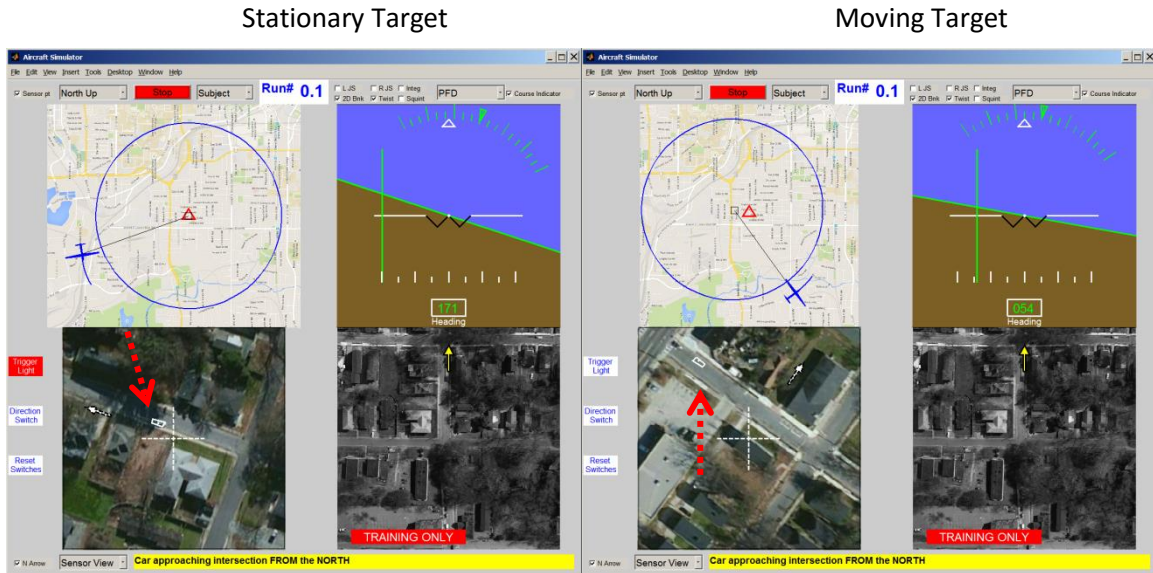 Stationary Target
Moving Target
Aircraft Simulator
File Edit View Insert Tools Desktop Window Help
Sensor pt North Up Stop Subject Run# 0.1 L JS R JS Integ PFD Course Indicator
2D Bnk Twist Squint
171
Heading
Trigger Light
Direction Switch
Reset Switches
TRAINING ONLY
N Arrow Sensor View Car approaching intersection FROM the NORTH
Aircraft Simulator
File Edit View Insert Tools Desktop Window Help
Sensor pt North Up Stop Subject Run# 0.1 L JS R JS Integ PFD Course Indicator
2D Bnk Twist Squint
054
Heading
Trigger Light
Direction Switch
Reset Switches
TRAINING ONLY
N Arrow Sensor View Car approaching intersection FROM the NORTH